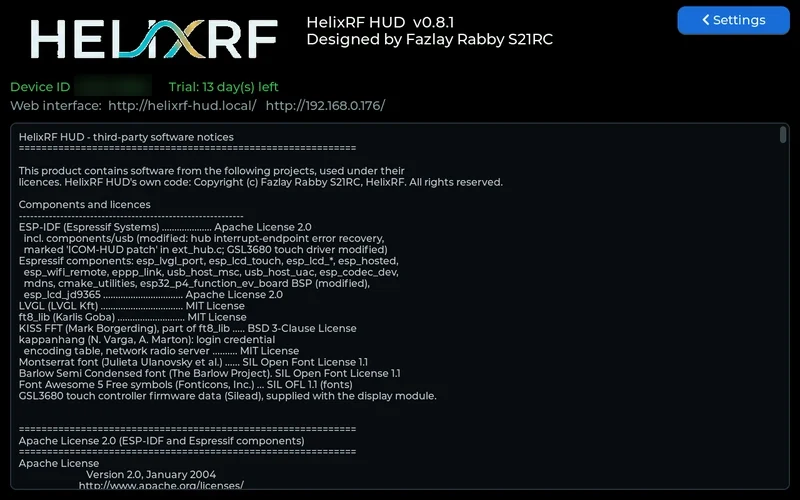 HELIXRF
HelixRF HUD v0.8.1
Designed by Fazlay Rabby S21RC
Settings
Device ID
Trial: 13 day(s) left
Web interface: http://helixrf-hud.local/ http://192.168.0.176/
HelixRF HUD - third-party software notices
========================================================
This product contains software from the following projects, used under their
licences. HelixRF HUD's own code: Copyright (c) Fazlay Rabby S21RC, HelixRF. All rights reserved.
Components and licences
------------------------------------------------------------
ESP-IDF (Espressif Systems) .................... Apache License 2.0
incl. components/usb (modified: hub interrupt-endpoint error recovery,
marked 'ICOM-HUD patch' in ext_hub.c; GSL3680 touch driver modified)
Espressif components: esp_lvgl_port, esp_lcd_touch, esp_lcd_*, esp_hosted,
esp_wifi_remote, eppp_link, usb_host_msc, usb_host_uac, esp_codec_dev,
mdns, cmake_utilities, esp32_p4_function_ev_board BSP (modified),
esp_lcd_jd9365 ................................ Apache License 2.0
LVGL (LVGL Kft) ................................. MIT License
ft8_lib (Karlis Goba) ........................... MIT License
KISS FFT (Mark Borgerding), part of ft8_lib ..... BSD 3-Clause License
kappanhang (N. Varga, A. Marton): login credential
encoding table, network radio server .......... MIT License
Montserrat font (Julieta Ulanovsky et al.) ...... SIL Open Font License 1.1
Barlow Semi Condensed font (The Barlow Project). SIL Open Font License 1.1
Font Awesome 5 Free symbols (Fonticons, Inc.) ... SIL OFL 1.1 (fonts)
GSL3680 touch controller firmware data (Silead), supplied with the display module.
========================================================
Apache License 2.0 (ESP-IDF and Espressif components)
========================================================
Apache License
Version 2.0, January 2004
http://www.apache.org/licenses/